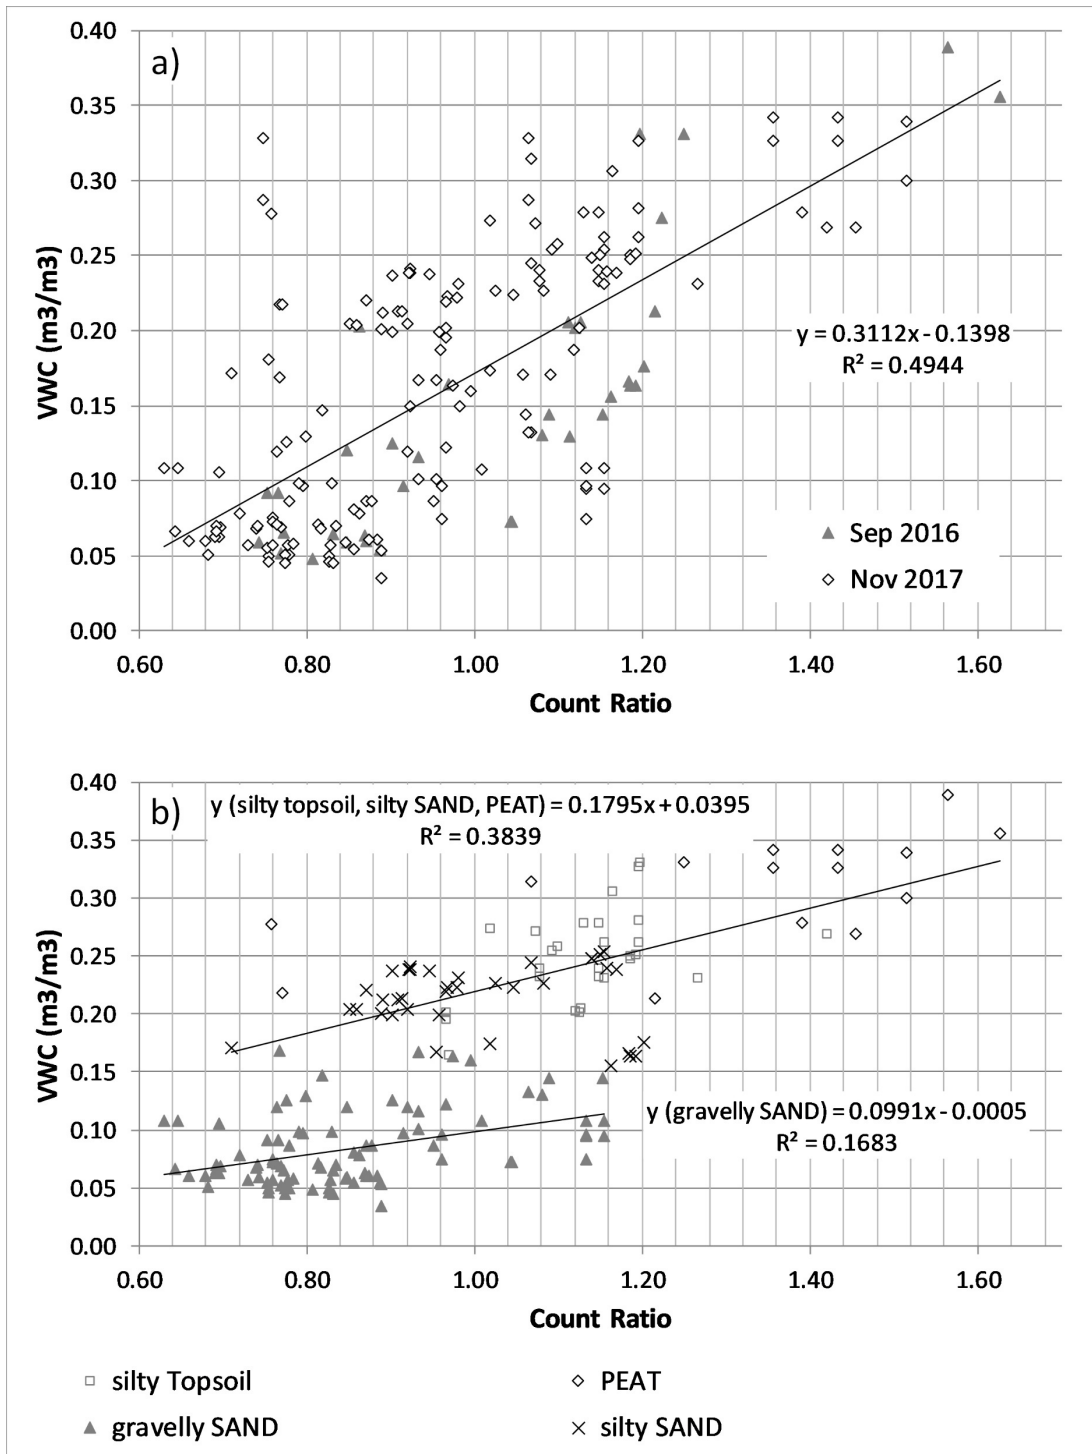 0.40
a)
0.35
0.30
0.25
0.20
0.15
0.10
0.05
0.00
VWC (m3/m3)
y = 0.3112x - 0.1398
R² = 0.4944
Sep 2016
Nov 2017
0.60 0.80 1.00 1.20 1.40 1.60
Count Ratio
0.40
b)
y (silty topsoil, silty SAND, PEAT) = 0.1795x + 0.0395
R² = 0.3839
0.35
0.30
0.25
0.20
0.15
0.10
0.05
0.00
VWC (m3/m3)
y (gravelly SAND) = 0.0991x - 0.0005
R² = 0.1683
0.60 0.80 1.00 1.20 1.40 1.60
Count Ratio
silty Topsoil PEAT
gravelly SAND silty SAND